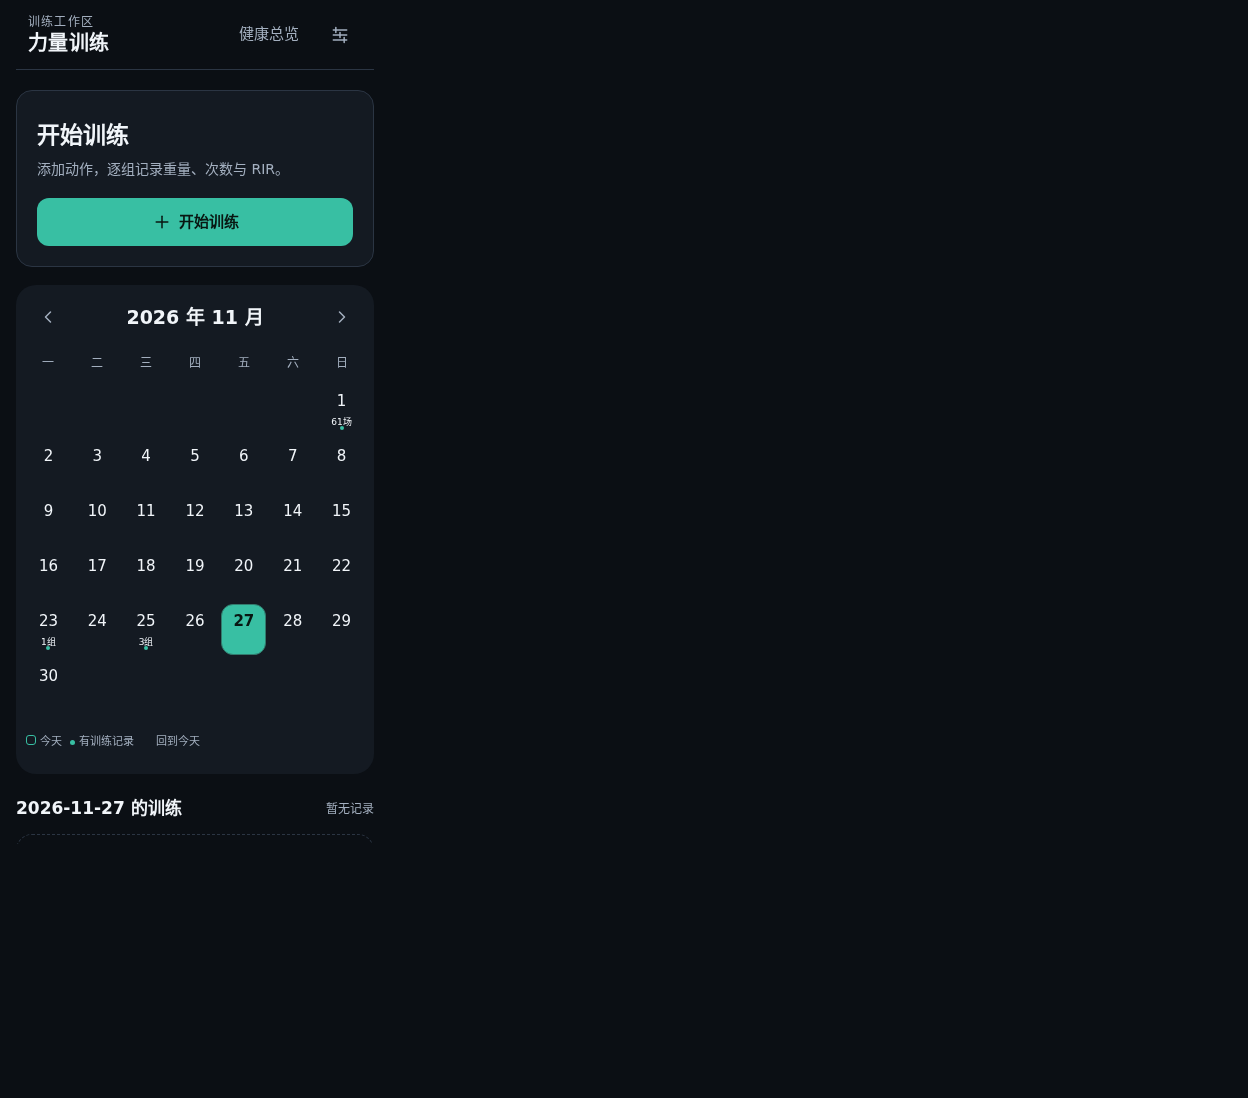 训练工作区
力量训练
健康总览
开始训练
添加动作，逐组记录重量、次数与 RIR。
开始训练
2026 年 11 月
一 二 三 四 五 六 日
1
61场
2 3 4 5 6 7 8
9 10 11 12 13 14 15
16 17 18 19 20 21 22
23 24 25 26 27 28 29
1组 3组
30
今天 有训练记录 回到今天
2026-11-27 的训练
暂无记录